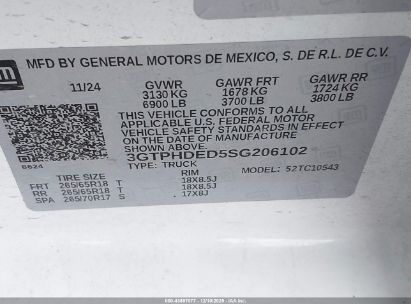 gm
MFD BY GENERAL MOTORS DE MEXICO, S. DE R.L. DE C.V.
11/24 GVWR GAWR FRT GAWR RR
3130 KG 1678 KG 1724 KG
6900 LB 3700 LB 3800 LB
THIS VEHICLE CONFORMS TO ALL
APPLICABLE U.S. FEDERAL MOTOR
VEHICLE SAFETY STANDARDS IN EFFECT
ON THE DATE OF MANUFACTURE
SHOWN ABOVE.
3GTPHDED5SG206102
TYPE: TRUCK MODEL: 52TC10543
6624
TIRE SIZE RIM
FRT 265/65R18 T 18X8.5J
RR 265/65R18 T 18X8.5J
SPA 265/70R17 S 17X8J